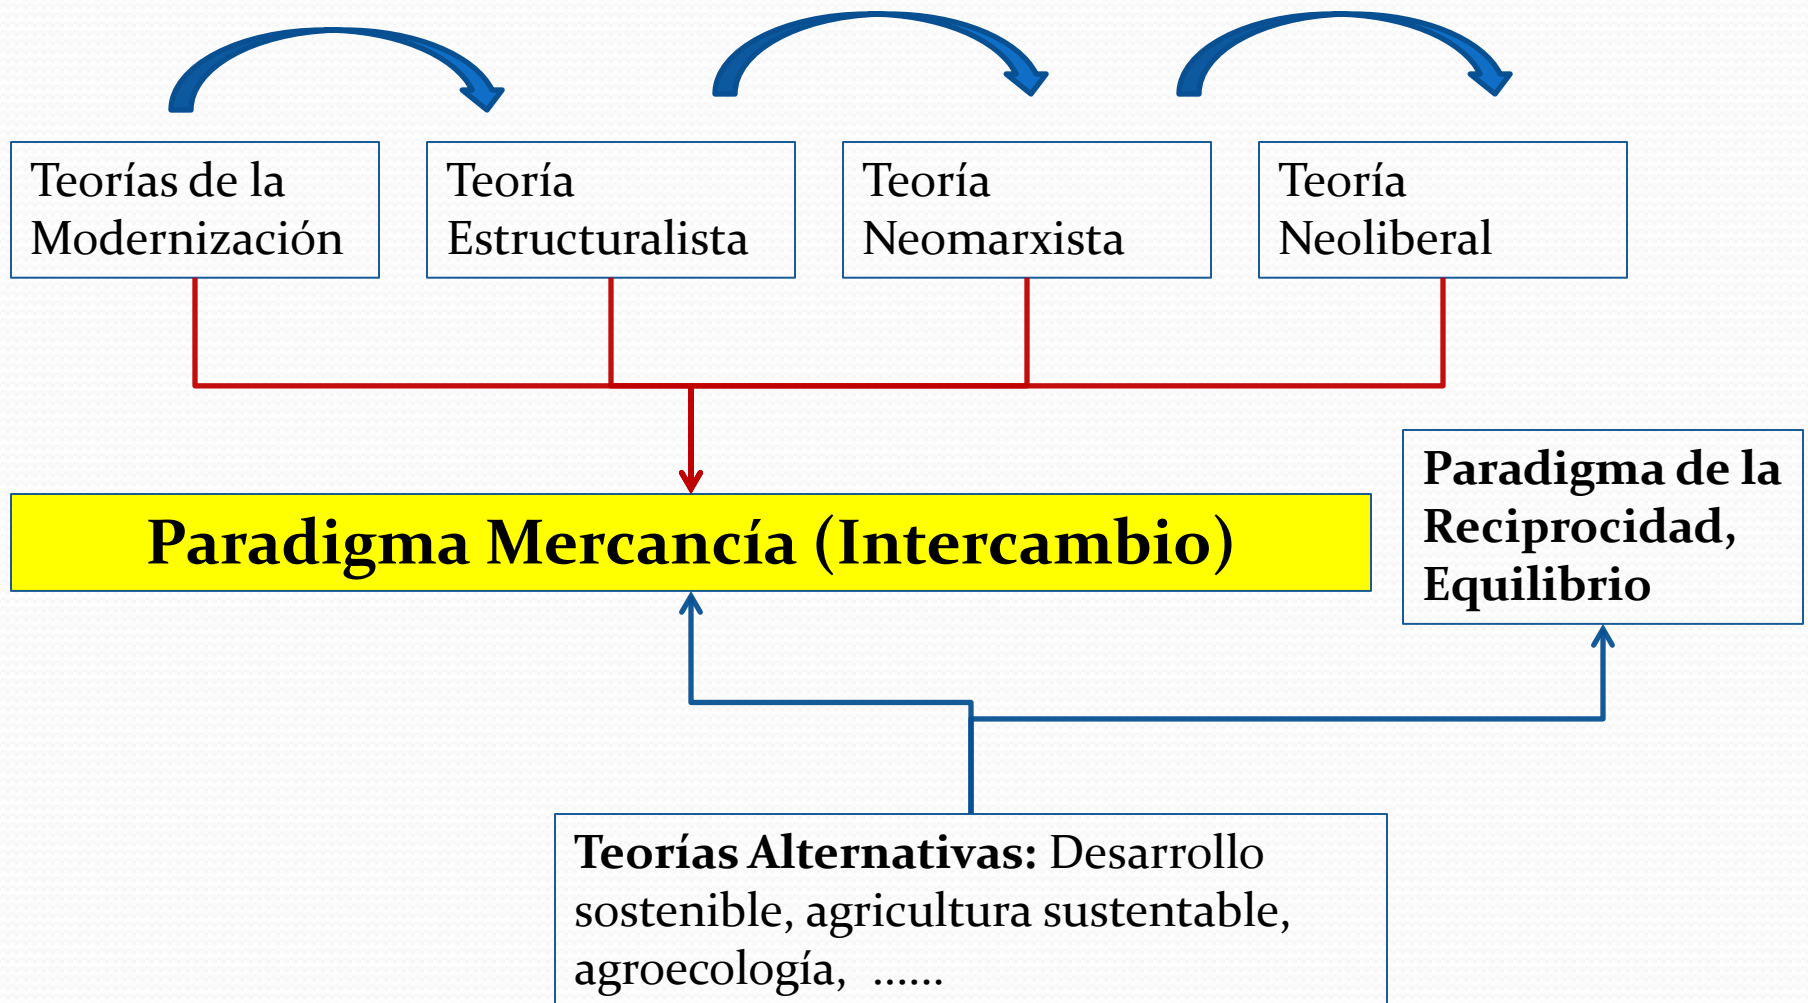 Teorías de la
Modernización
Teoría
Estructuralista
Teoría
Neomarxista
Teoría
Neoliberal
Paradigma Mercancía (Intercambio)
Paradigma de la
Reciprocidad,
Equilibrio
Teorías Alternativas: Desarrollo
sostenible, agricultura sustentable,
agroecología, ......